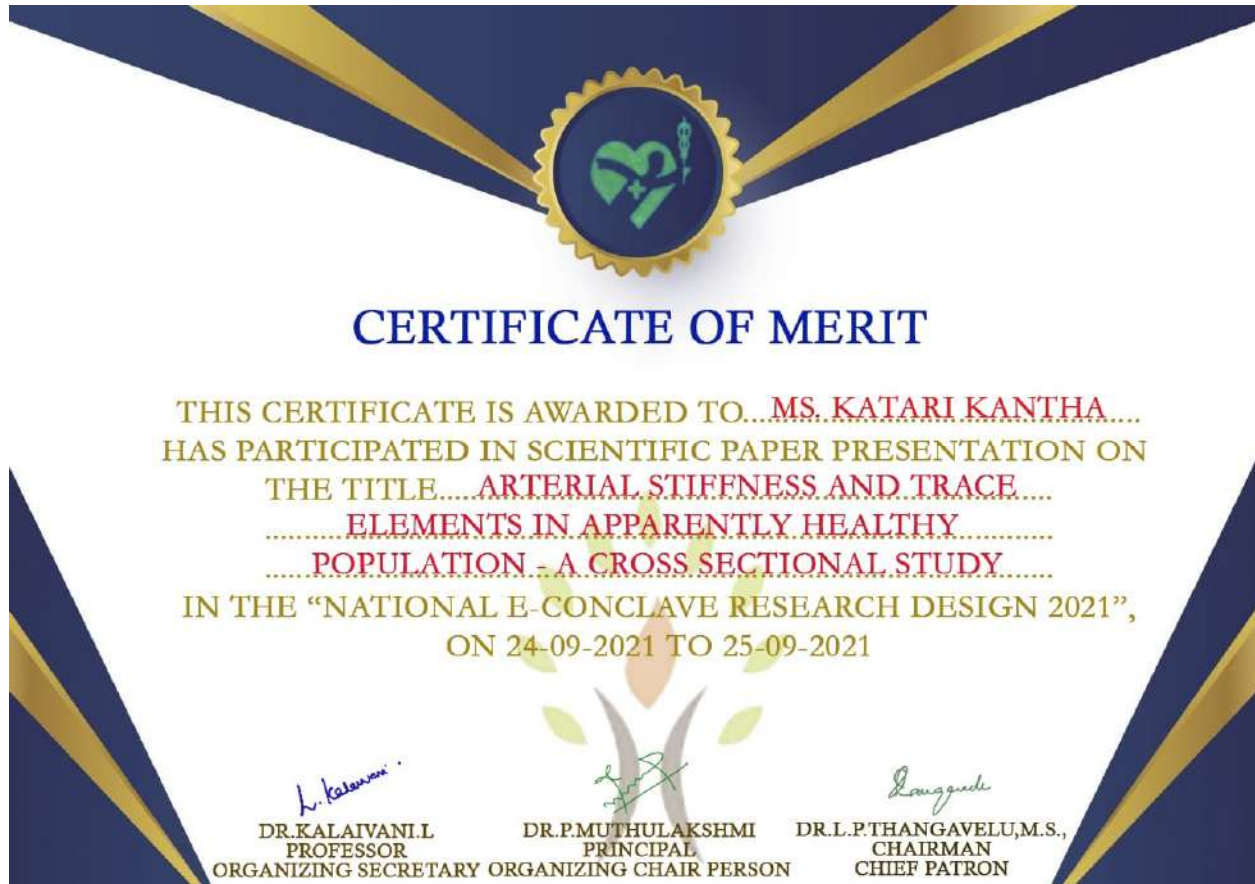 CERTIFICATE OF MERIT
THIS CERTIFICATE IS AWARDED TO...MS. KATARI KANTHA....
HAS PARTICIPATED IN SCIENTIFIC PAPER PRESENTATION ON
THE TITLE....ARTERIAL STIFFNESS AND TRACE....
........ELEMENTS IN APPARENTLY HEALTHY........
.....POPULATION - A CROSS SECTIONAL STUDY.....
IN THE “NATIONAL E-CONCLAVE RESEARCH DESIGN 2021”,
ON 24-09-2021 TO 25-09-2021
L. Kalaivani.
DR.KALAIVANI.L
PROFESSOR
ORGANIZING SECRETARY
DR.P.MUTHULAKSHMI
PRINCIPAL
ORGANIZING CHAIR PERSON
DR.L.P.THANGAVELU,M.S.,
CHAIRMAN
CHIEF PATRON